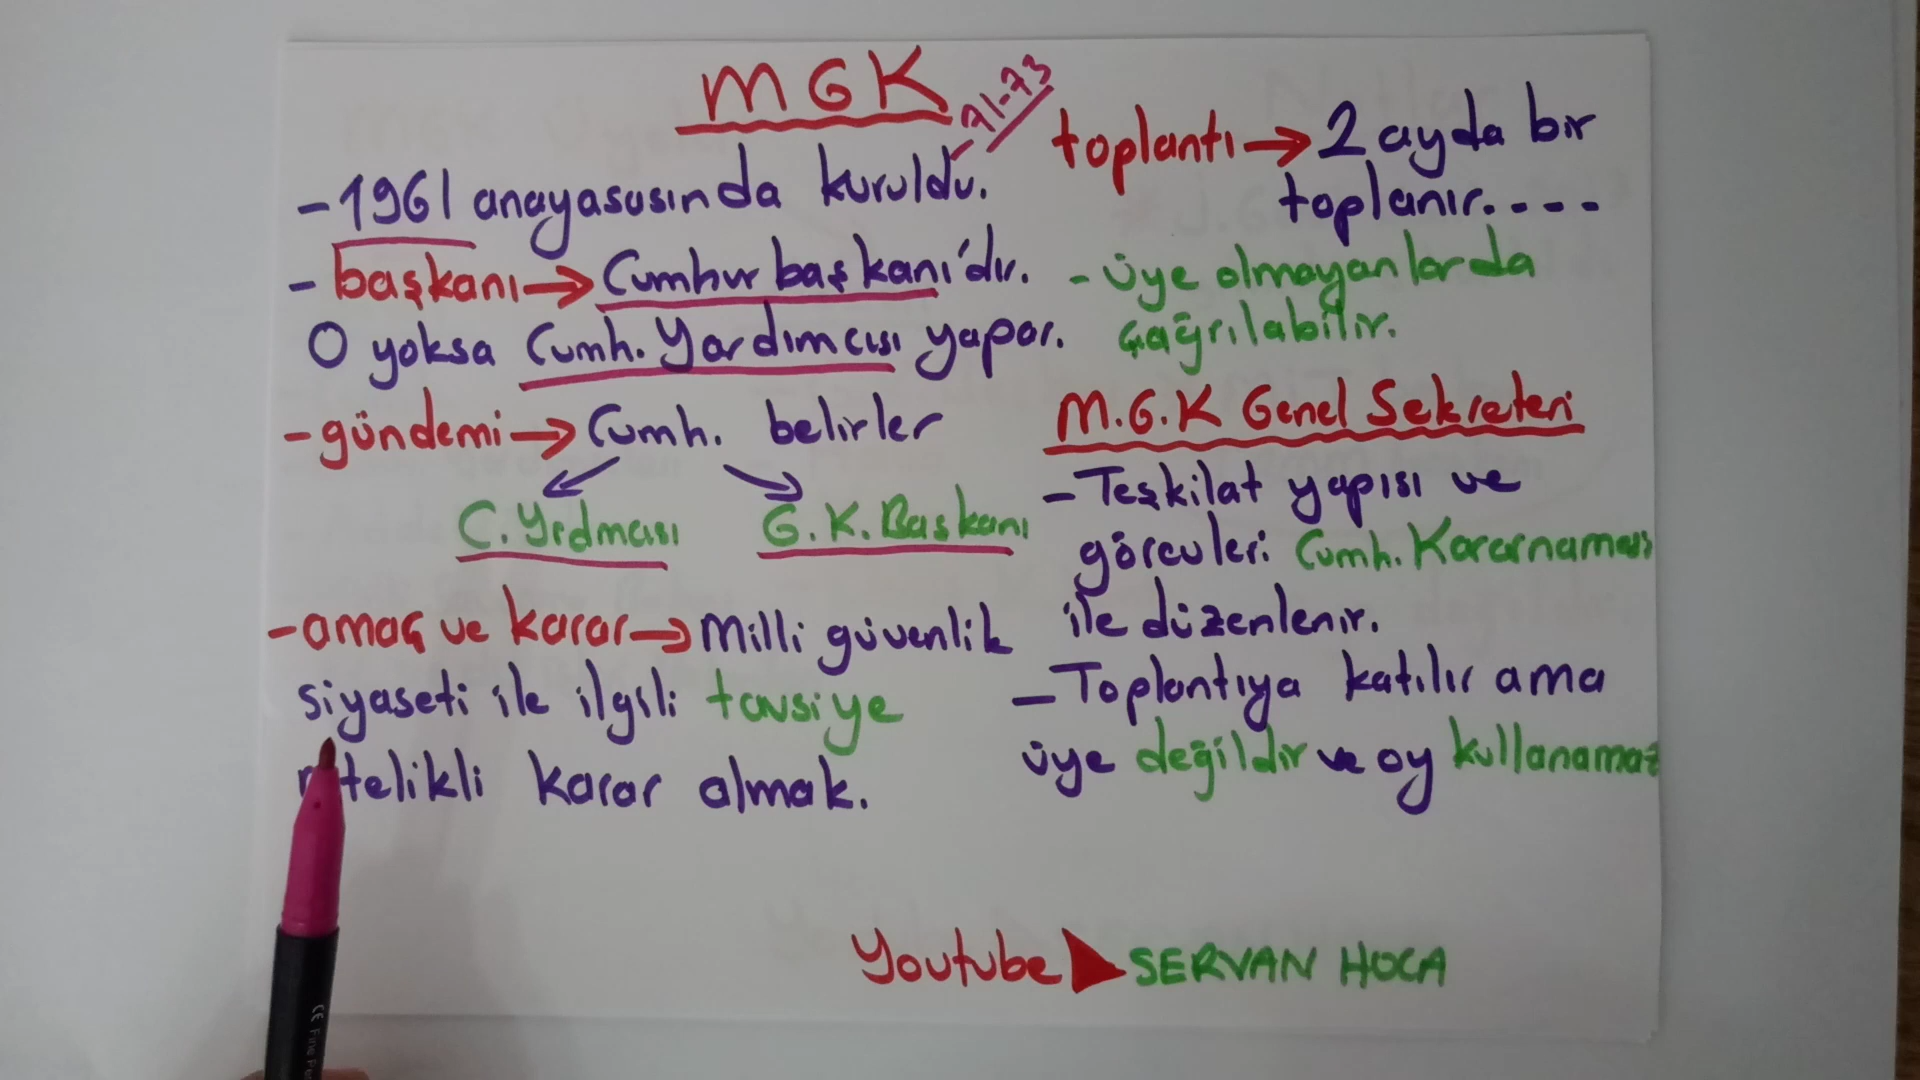 MGK
71-73
- 1961 anayasasında kuruldu.
- başkanı → Cumhurbaşkanı'dır.
O yoksa Cumh. Yardımcısı yapar.
- gündemi → Cumh. belirler
C. Yrdmcısı G. K. Başkanı
- amaç ve karar → Milli güvenlik
siyaseti ile ilgili tavsiye
nitelikli karar almak.
toplantı → 2 ayda bir
toplanır.....
- Üye olmayanlarda
çağrılabilir.
M.G.K Genel Sekreteri
- Teşkilat yapısı ve
görevleri Cumh. Kararnamesi
ile düzenlenir.
- Toplantıya katılır ama
üye değildir ve oy kullanamaz
Youtube ▶ SERVAN HOCA
CE Fine